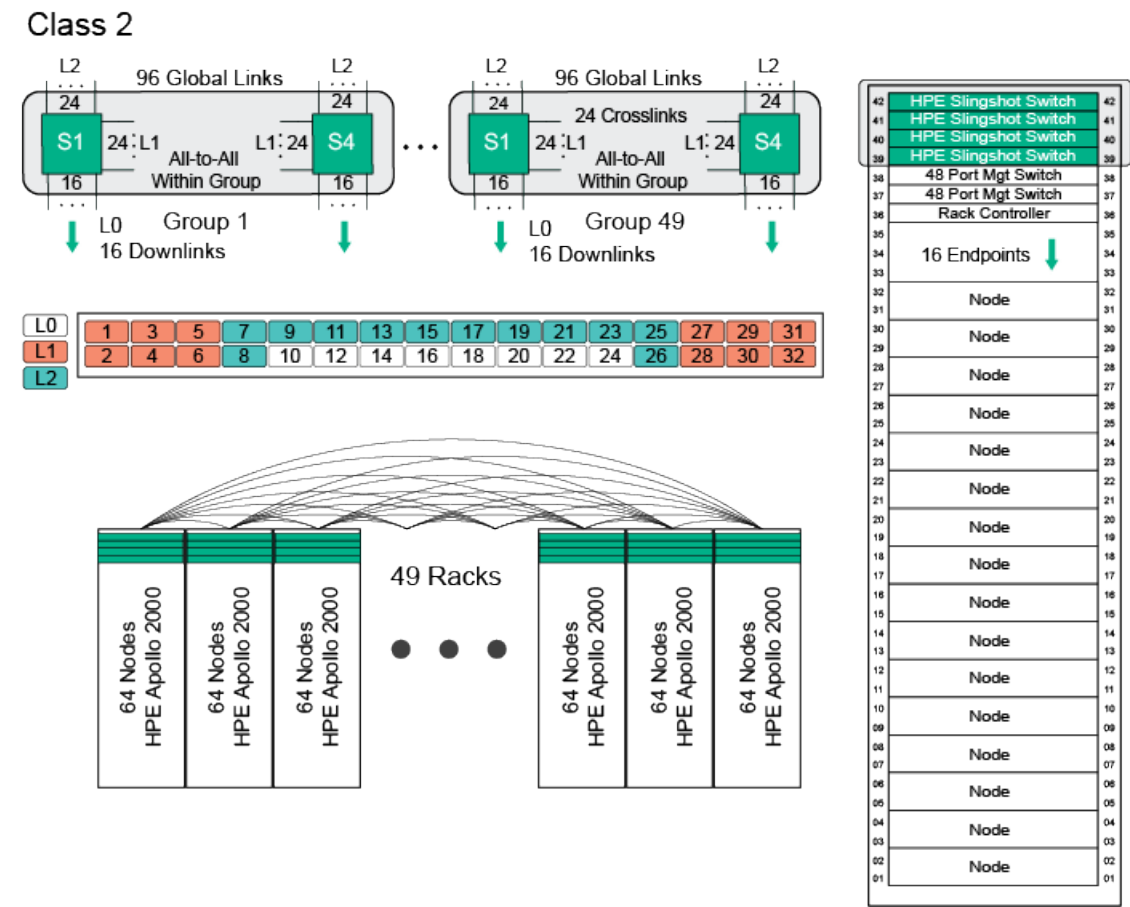 Class 2
L2
96 Global Links
L2
L2
96 Global Links
L2
. . .
. . .
. . .
. . .
24
24
24
24
24 Crosslinks
S1
24
L1
L1
24
S4
. . .
S1
24
L1
L1
24
S4
All-to-All
Within Group
All-to-All
Within Group
16
16
16
16
. . .
. . .
. . .
. . .
L0
Group 1
L0
Group 49
16 Downlinks
16 Downlinks
L0
L1
L2
1 3 5 7 9 11 13 15 17 19 21 23 25 27 29 31
2 4 6 8 10 12 14 16 18 20 22 24 26 28 30 32
49 Racks
64 Nodes
HPE Apollo 2000
64 Nodes
HPE Apollo 2000
64 Nodes
HPE Apollo 2000
64 Nodes
HPE Apollo 2000
64 Nodes
HPE Apollo 2000
64 Nodes
HPE Apollo 2000
42 HPE Slingshot Switch 42
41 HPE Slingshot Switch 41
40 HPE Slingshot Switch 40
39 HPE Slingshot Switch 39
38 48 Port Mgt Switch 38
37 48 Port Mgt Switch 37
36 Rack Controller 36
35 35
34 16 Endpoints 34
33 33
32 32
Node
31 31
30 30
Node
29 29
28 28
Node
27 27
26 26
Node
25 25
24 24
Node
23 23
22 22
Node
21 21
20 20
Node
19 19
18 18
Node
17 17
16 16
Node
15 15
14 14
Node
13 13
12 12
Node
11 11
10 10
Node
09 09
08 08
Node
07 07
06 06
Node
05 05
04 04
Node
03 03
02 02
Node
01 01